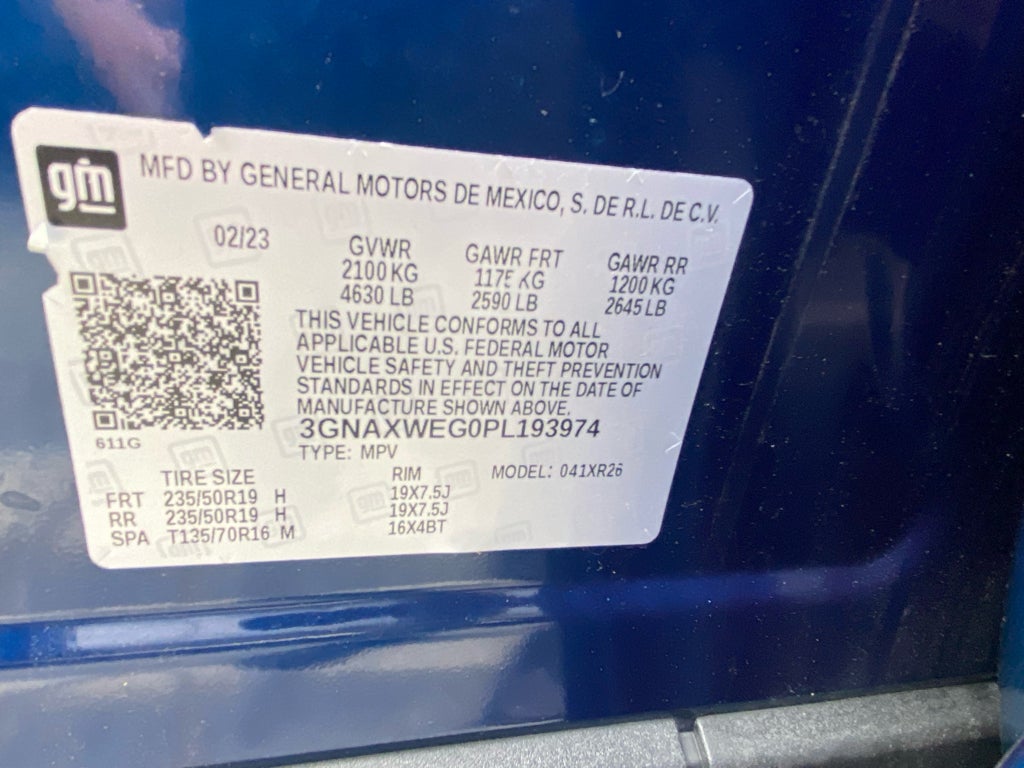 gm
MFD BY GENERAL MOTORS DE MEXICO, S. DE R.L. DE C.V.
02/23 GVWR GAWR FRT GAWR RR
2100 KG 1175 KG 1200 KG
4630 LB 2590 LB 2645 LB
THIS VEHICLE CONFORMS TO ALL
APPLICABLE U.S. FEDERAL MOTOR
VEHICLE SAFETY AND THEFT PREVENTION
STANDARDS IN EFFECT ON THE DATE OF
MANUFACTURE SHOWN ABOVE.
611G
3GNAXWEG0PL193974
TYPE: MPV
TIRE SIZE RIM MODEL: 041XR26
FRT 235/50R19 H 19X7.5J
RR 235/50R19 H 19X7.5J
SPA T135/70R16 M 16X4BT